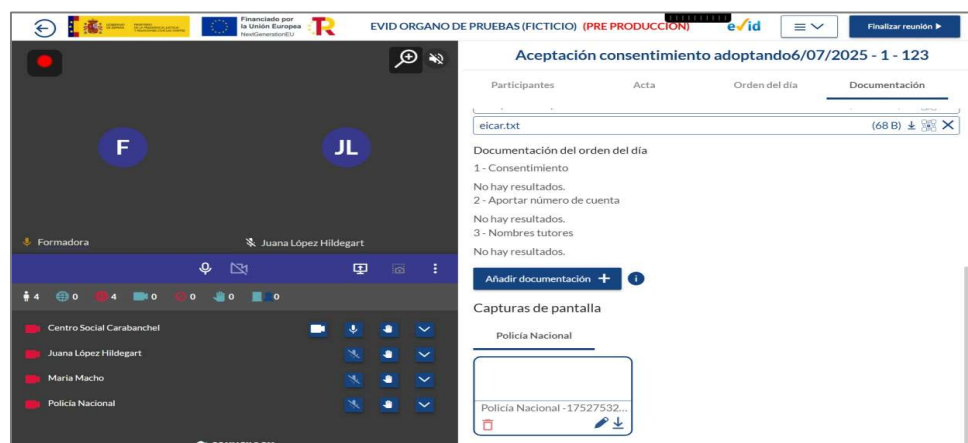 Financiado por
la Unión Europea
NextGenerationEU
EVID ORGANO DE PRUEBAS (FICTICIO) (PRE PRODUCCIÓN)
e✓id
Finalizar reunión
Aceptación consentimiento adoptando6/07/2025 - 1 - 123
Participantes
Acta
Orden del día
Documentación
eicar.txt
(68 B)
Documentación del orden del día
1 - Consentimiento
No hay resultados.
2 - Aportar número de cuenta
No hay resultados.
3 - Nombres tutores
No hay resultados.
Añadir documentación +
Capturas de pantalla
Policía Nacional
Policía Nacional -17527532...
F
JL
Formadora
Juana López Hildegart
4
0
4
0
0
0
0
Centro Social Carabanchel
Juana López Hildegart
Maria Macho
Policía Nacional